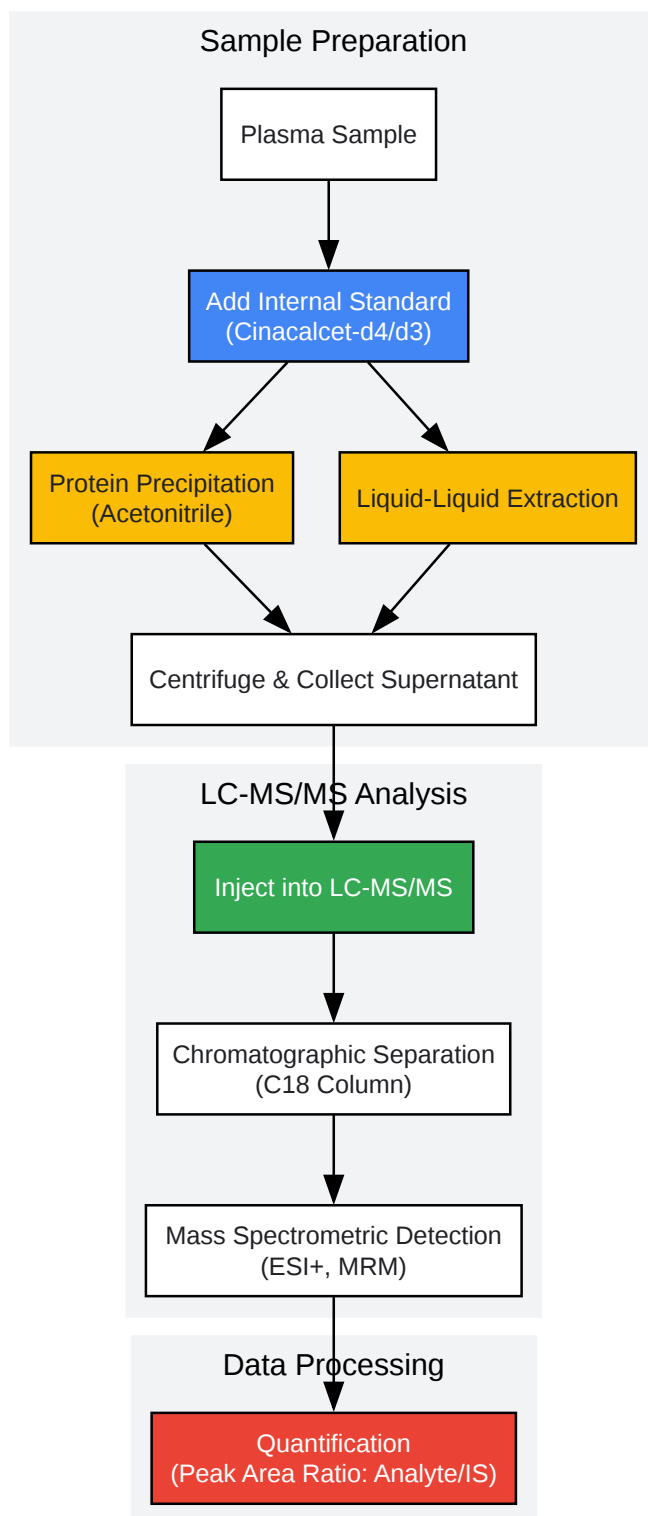 Sample Preparation
Plasma Sample
Add Internal Standard
(Cinacalcet-d4/d3)
Protein Precipitation
(Acetonitrile)
Liquid-Liquid Extraction
Centrifuge & Collect Supernatant
LC-MS/MS Analysis
Inject into LC-MS/MS
Chromatographic Separation
(C18 Column)
Mass Spectrometric Detection
(ESI+, MRM)
Data Processing
Quantification
(Peak Area Ratio: Analyte/IS)